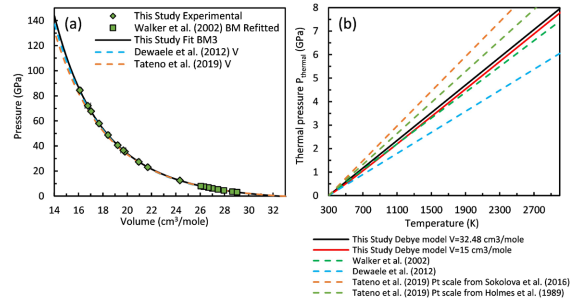 (a)
This Study Experimental
Walker et al. (2002) BM Refitted
This Study Fit BM3
Dewaele et al. (2012) V
Tateno et al. (2019) V
Pressure (GPa)
140
120
100
80
60
40
20
0
14 16 18 20 22 24 26 28 30 32
Volume (cm3/mole)
(b)
Thermal pressure Pthermal (GPa)
8
7
6
5
4
3
2
1
0
300 700 1100 1500 1900 2300 2700
Temperature (K)
This Study Debye model V=32.48 cm3/mole
This Study Debye model V=15 cm3/mole
Walker et al. (2002)
Dewaele et al. (2012)
Tateno et al. (2019) Pt scale from Sokolova et al. (2016)
Tateno et al. (2019) Pt scale from Holmes et al. (1989)